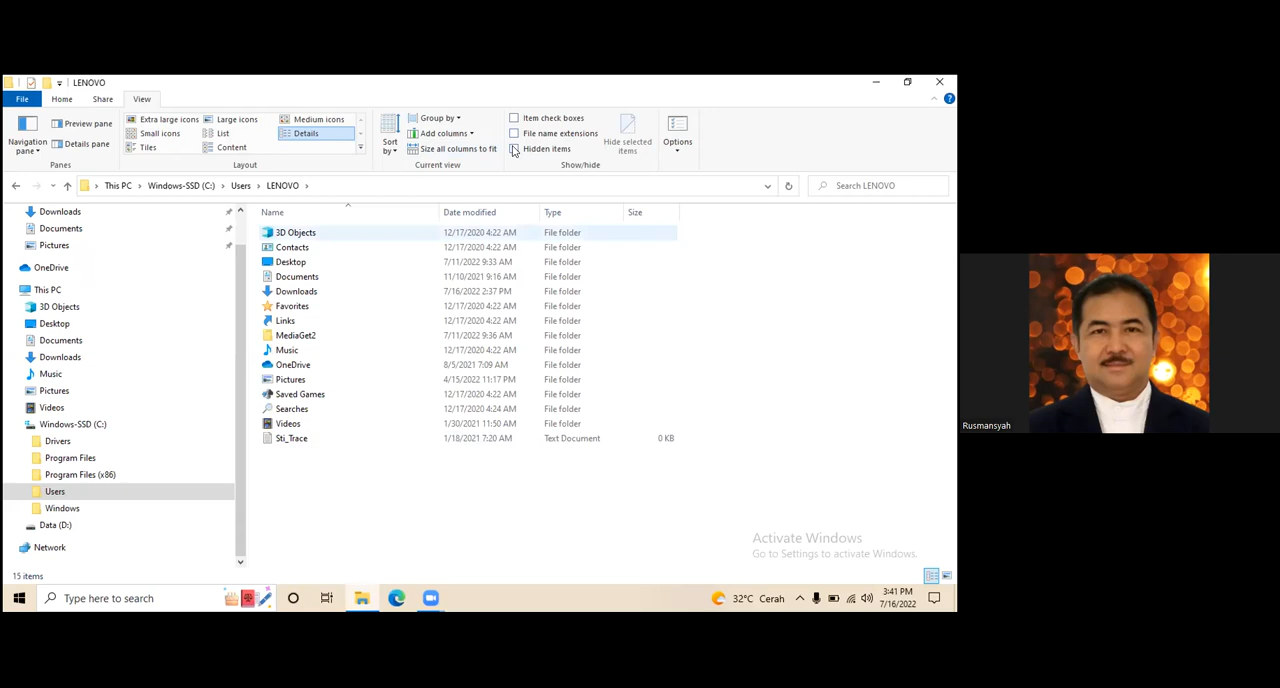 LENOVO
File Home Share View
Navigation pane
Preview pane
Details pane
Panes
Extra large icons Large icons Medium icons
Small icons List Details
Tiles Content
Layout
Sort by
Group by
Add columns
Size all columns to fit
Current view
Item check boxes
File name extensions
Hidden items
Hide selected items
Show/hide
Options
This PC Windows-SSD (C:) Users LENOVO
Search LENOVO
Downloads
Documents
Pictures
OneDrive
This PC
3D Objects
Desktop
Documents
Downloads
Music
Pictures
Videos
Windows-SSD (C:)
Drivers
Program Files
Program Files (x86)
Users
Windows
Data (D:)
Network
Name Date modified Type Size
3D Objects 12/17/2020 4:22 AM File folder
Contacts 12/17/2020 4:22 AM File folder
Desktop 7/11/2022 9:33 AM File folder
Documents 11/10/2021 9:16 AM File folder
Downloads 7/16/2022 2:37 PM File folder
Favorites 12/17/2020 4:22 AM File folder
Links 12/17/2020 4:22 AM File folder
MediaGet2 7/11/2022 9:36 AM File folder
Music 12/17/2020 4:22 AM File folder
OneDrive 8/5/2021 7:09 AM File folder
Pictures 4/15/2022 11:17 PM File folder
Saved Games 12/17/2020 4:22 AM File folder
Searches 12/17/2020 4:24 AM File folder
Videos 1/30/2021 11:50 AM File folder
Sti_Trace 1/18/2021 7:20 AM Text Document 0 KB
Activate Windows
Go to Settings to activate Windows.
15 items
Type here to search
32°C Cerah
3:41 PM
7/16/2022
Rusmansyah